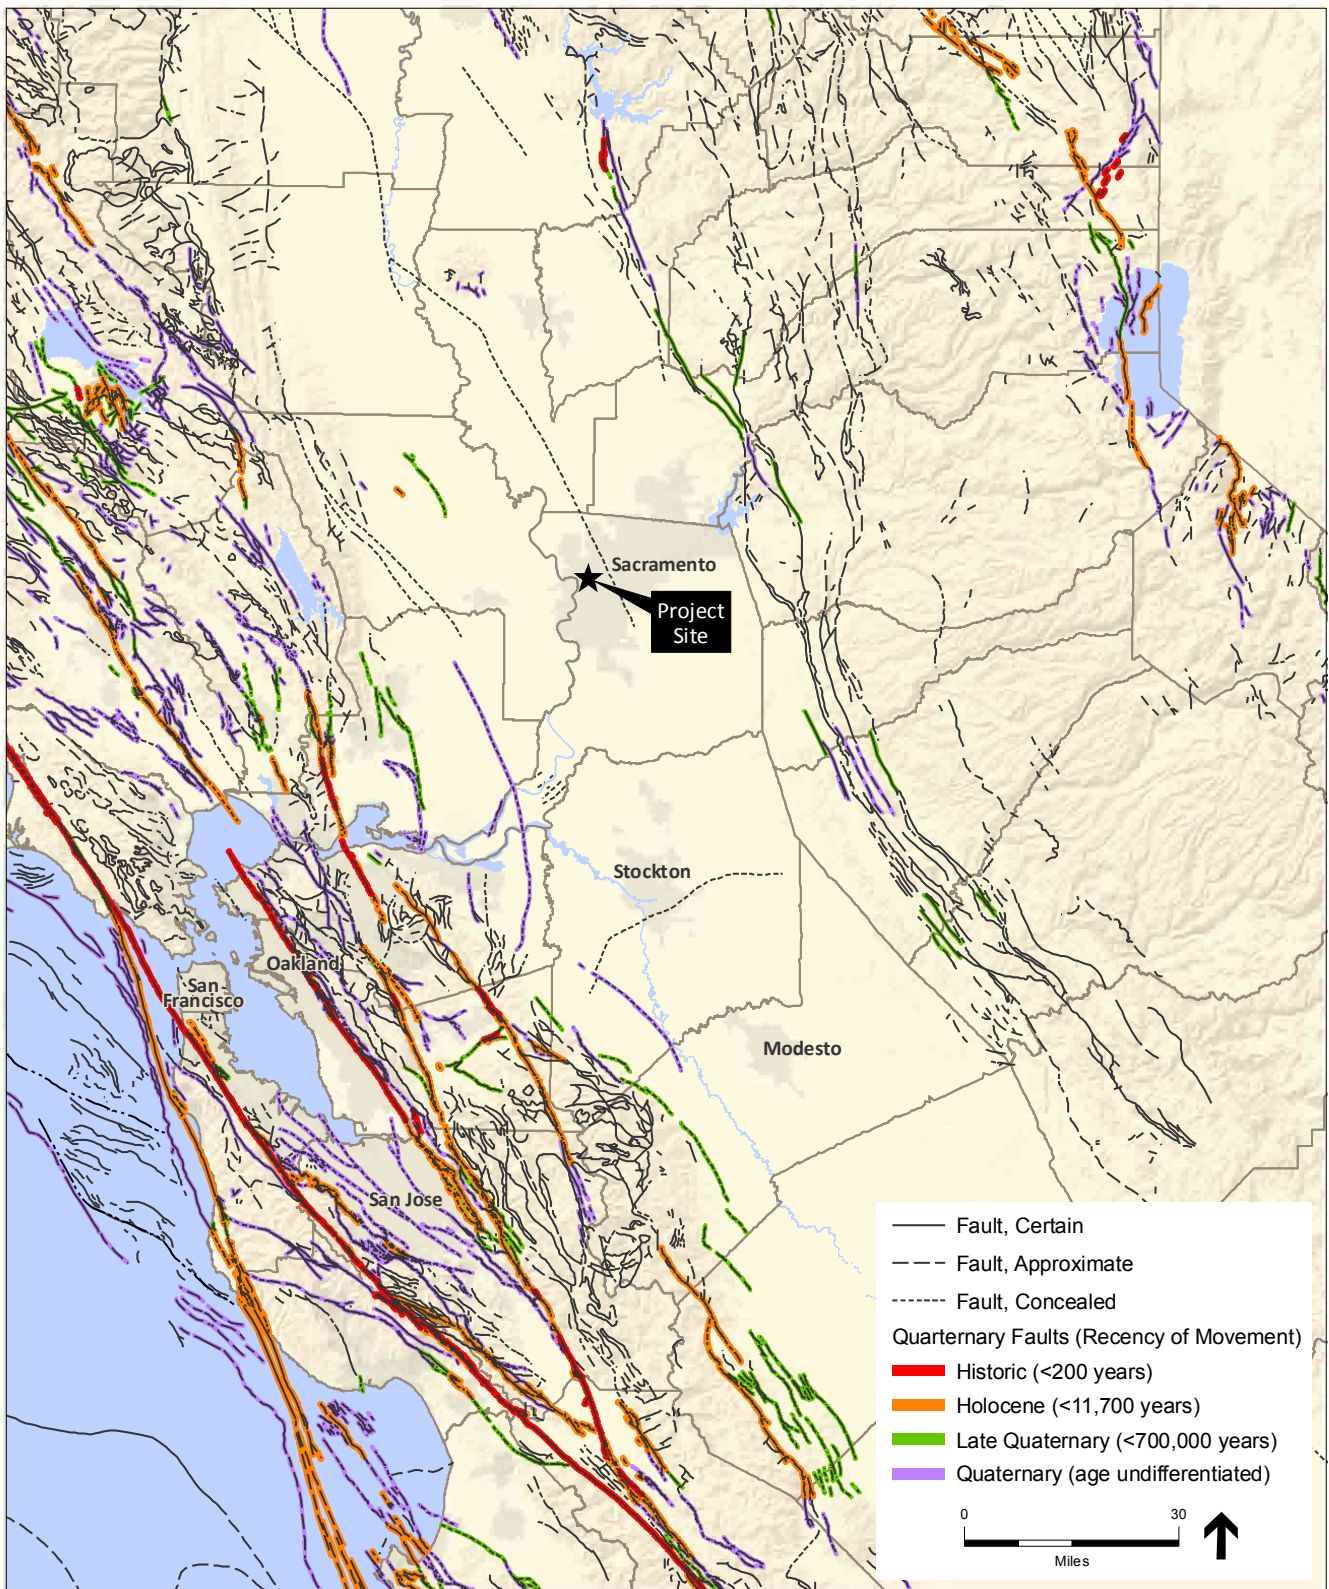 Sacramento
Project
Site
Stockton
Oakland
San
Francisco
Modesto
San Jose
Fault, Certain
Fault, Approximate
Fault, Concealed
Quarternary Faults (Recency of Movement)
Historic (<200 years)
Holocene (<11,700 years)
Late Quaternary (<700,000 years)
Quaternary (age undifferentiated)
0 30
Miles